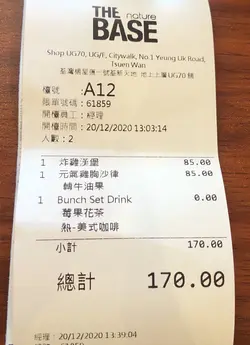 THE
nature
BASE
Shop UG70, UG/F, Citywalk, No.1 Yeung Uk Road,
Tsuen Wan
荃灣楊屋道一號荃新天地 地上土層UG70 舖
檯號 :A12
賬單號碼 :61859
開檯員工 :經理
開檯時間 :20/12/2020 13:03:14
人數 :2
1 炸雞漢堡 85.00
1 元氣雞胸沙律 85.00
轉牛油果
1 Bunch Set Drink 0.00
莓果花茶
熱-美式咖啡
小計 170.00
總計 170.00
經理 : 20/12/2020 13:39:04
61859